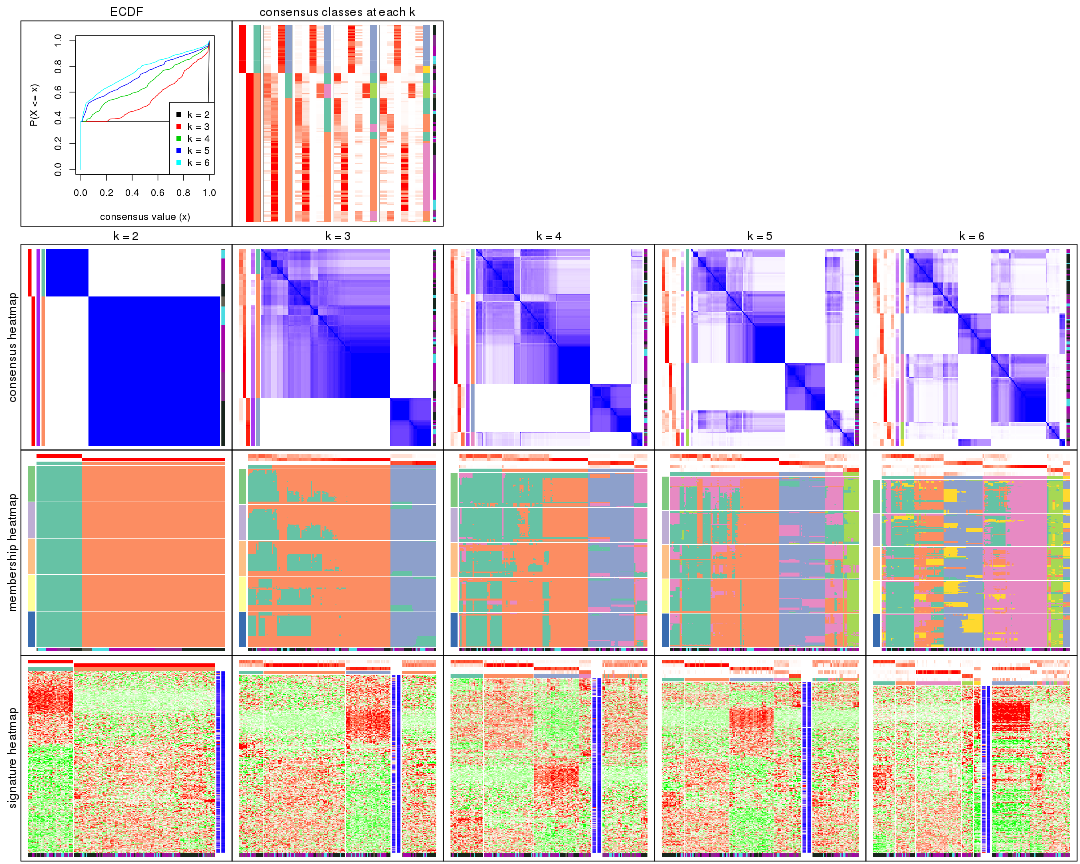 ECDF
consensus classes at each k
P(X <= x)
0.0 0.2 0.4 0.6 0.8 1.0
k = 2
k = 3
k = 4
k = 5
k = 6
0.0 0.2 0.4 0.6 0.8 1.0
consensus value (x)
k = 2
k = 3
k = 4
k = 5
k = 6
consensus heatmap
membership heatmap
signature heatmap